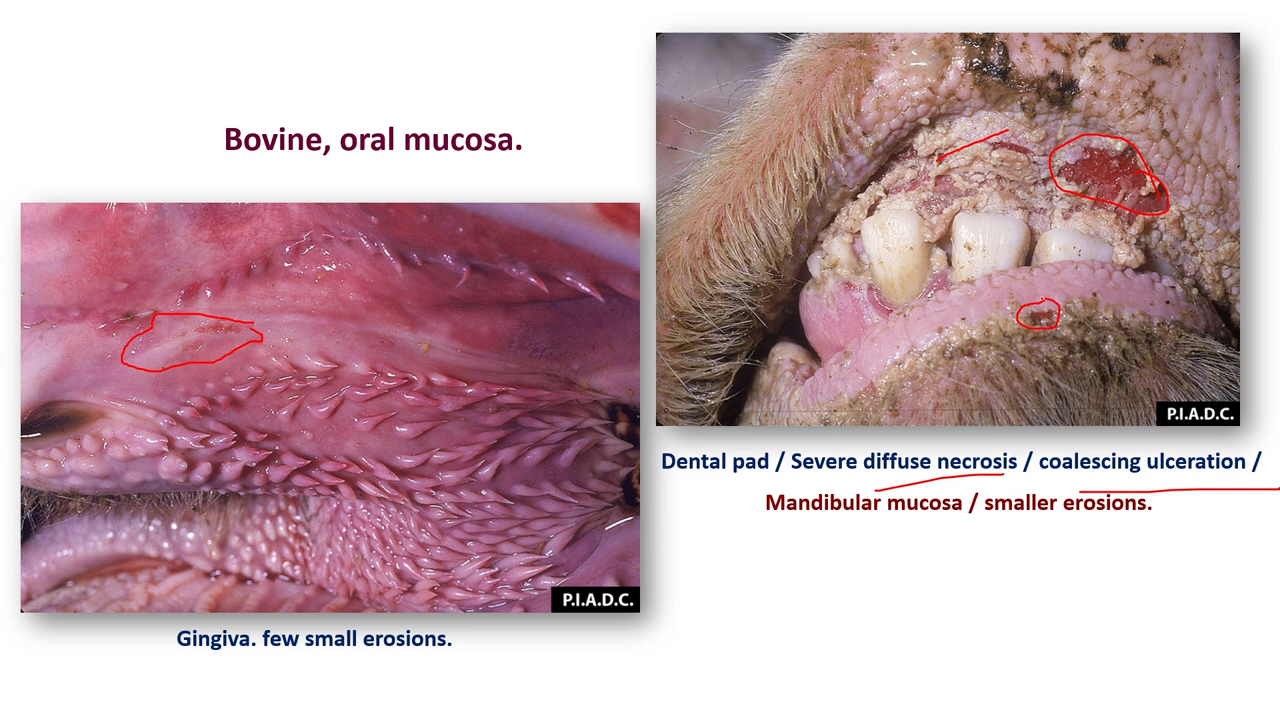 Bovine, oral mucosa.
P.I.A.D.C.
Gingiva. few small erosions.
P.I.A.D.C.
Dental pad / Severe diffuse necrosis / coalescing ulceration /
Mandibular mucosa / smaller erosions.